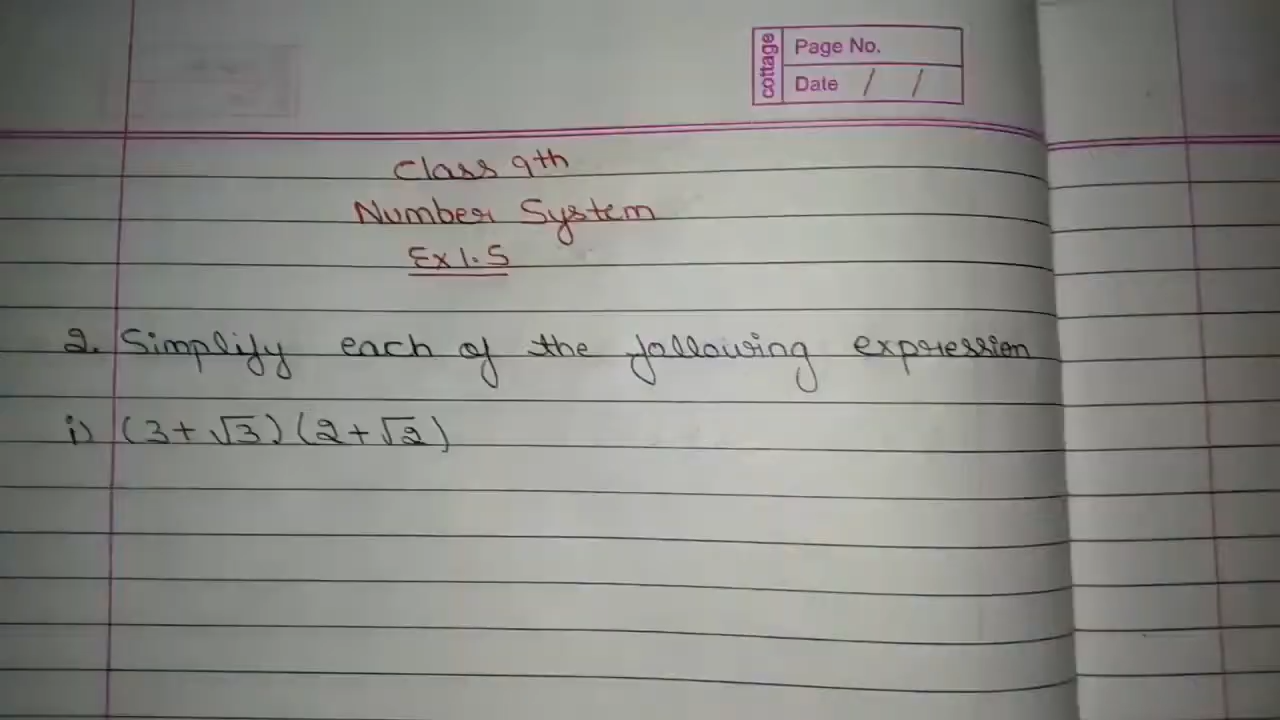 cottage
Page No.
Date / /
Class 9th
Number System
Ex 1.5
2. Simplify each of the following expression
i) (3+√3)(2+√2)